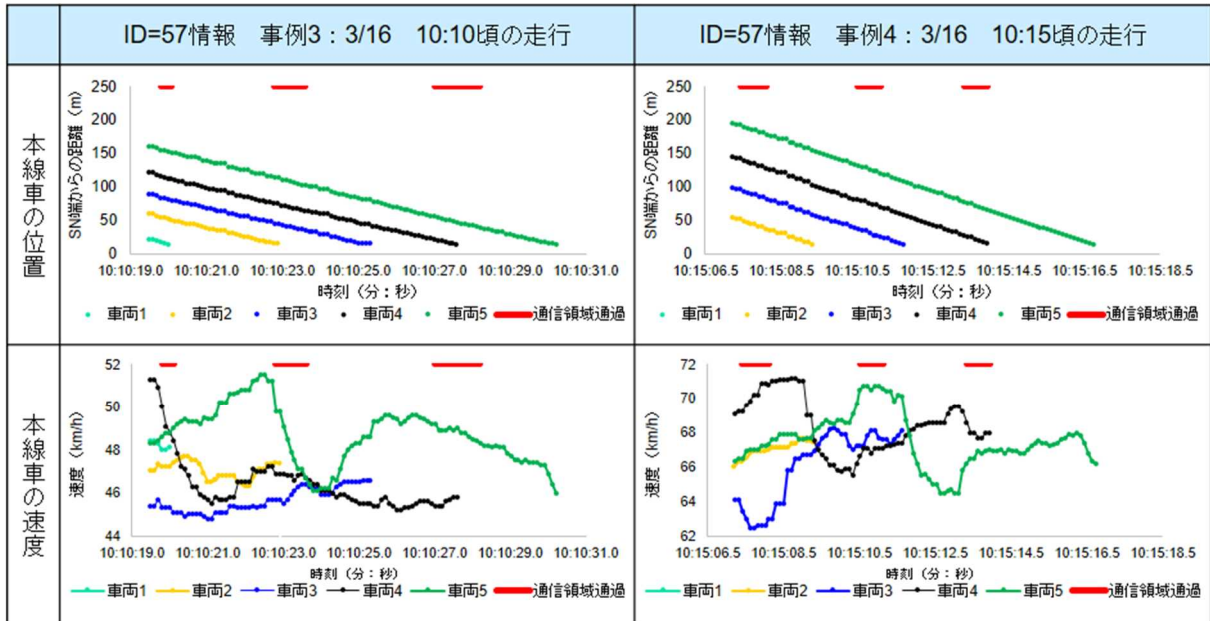 ID=57情報 事例3:3/16 10:10頃の走行
ID=57情報 事例4:3/16 10:15頃の走行
本線車の位置
SN端からの距離(m)
250
200
150
100
50
0
10:10:19.0 10:10:21.0 10:10:23.0 10:10:25.0 10:10:27.0 10:10:29.0 10:10:31.0
時刻(分:秒)
車両1 車両2 車両3 車両4 車両5 通信領域通過
SN端からの距離(m)
250
200
150
100
50
0
10:15:06.5 10:15:08.5 10:15:10.5 10:15:12.5 10:15:14.5 10:15:16.5 10:15:18.5
時刻(分:秒)
車両1 車両2 車両3 車両4 車両5 通信領域通過
本線車の速度
速度(km/h)
52
50
48
46
44
10:10:19.0 10:10:21.0 10:10:23.0 10:10:25.0 10:10:27.0 10:10:29.0 10:10:31.0
時刻(分:秒)
車両1 車両2 車両3 車両4 車両5 通信領域通過
速度(km/h)
72
70
68
66
64
62
10:15:06.5 10:15:08.5 10:15:10.5 10:15:12.5 10:15:14.5 10:15:16.5 10:15:18.5
時刻(分:秒)
車両1 車両2 車両3 車両4 車両5 通信領域通過